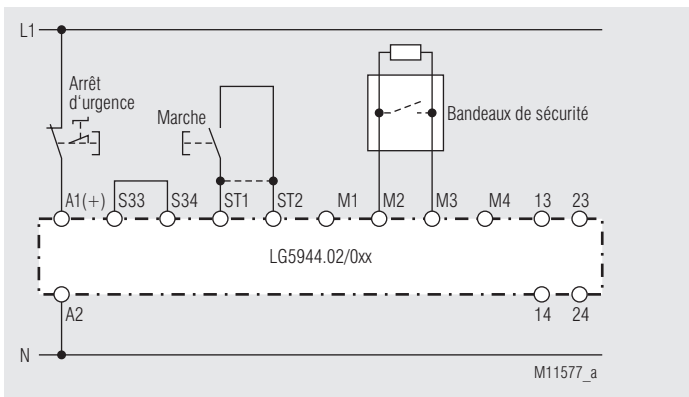 L1
Arrêt
d'urgence
Marche
Bandeaux de sécurité
A1(+) S33 S34 ST1 ST2 M1 M2 M3 M4 13 23
LG5944.02/0xx
A2 14 24
N
M11577_a